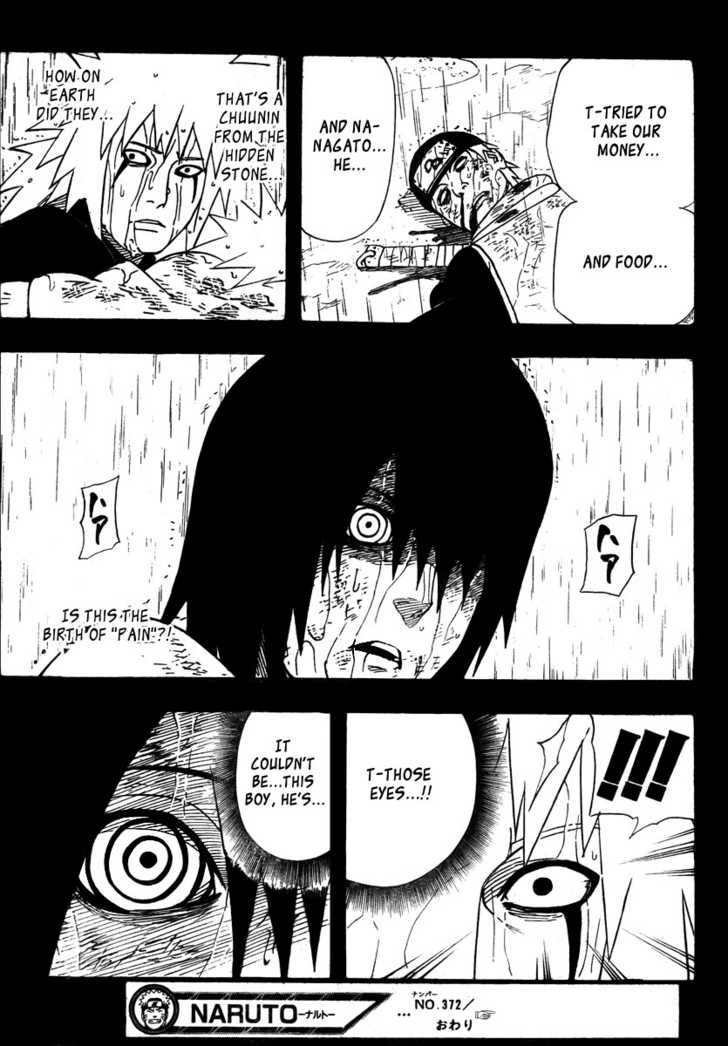 T-TRIED TO
TAKE OUR
MONEY...
AND FOOD...
AND NA-
NAGATO...
HE...
THAT'S A
CHUUNIN
FROM THE
HIDDEN
STONE...
HOW ON
EARTH
DID THEY...
ハア
ハア
IS THIS THE
BIRTH OF "PAIN"?!
!!!
T-THOSE
EYES...!!
IT
COULDN'T
BE...THIS
BOY, HE'S...
NARUTO -ナルト-
ナンバー
... NO.372/☞
おわり